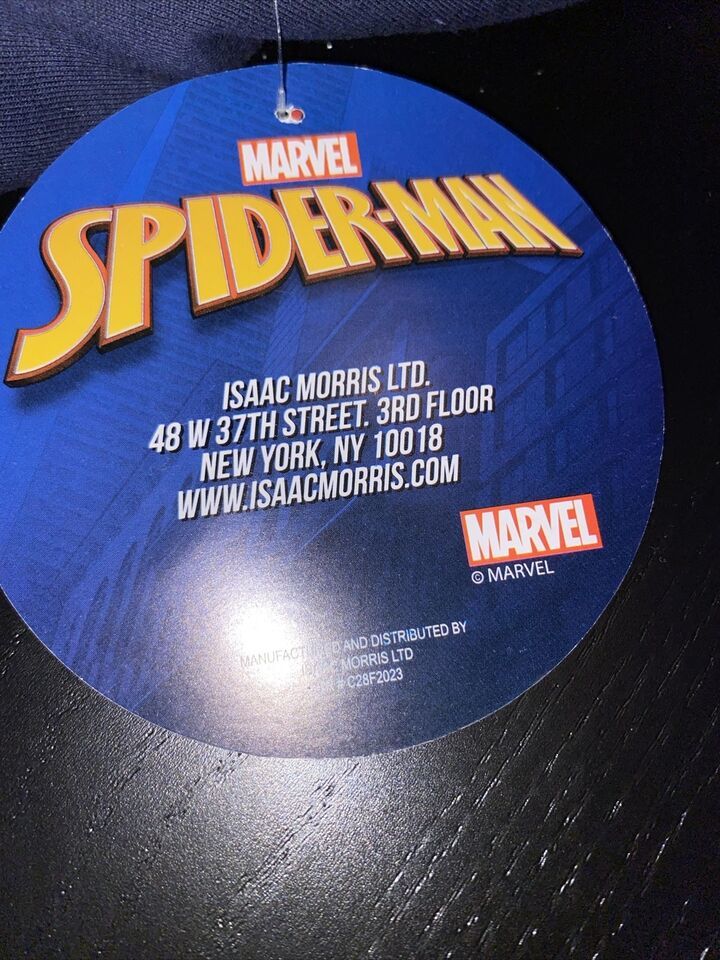 MARVEL
SPIDER-MAN
ISAAC MORRIS LTD.
48 W 37TH STREET. 3RD FLOOR
NEW YORK, NY 10018
WWW.ISAACMORRIS.COM
MARVEL
© MARVEL
AND DISTRIBUTED BY
MORRIS LTD
C28F2023